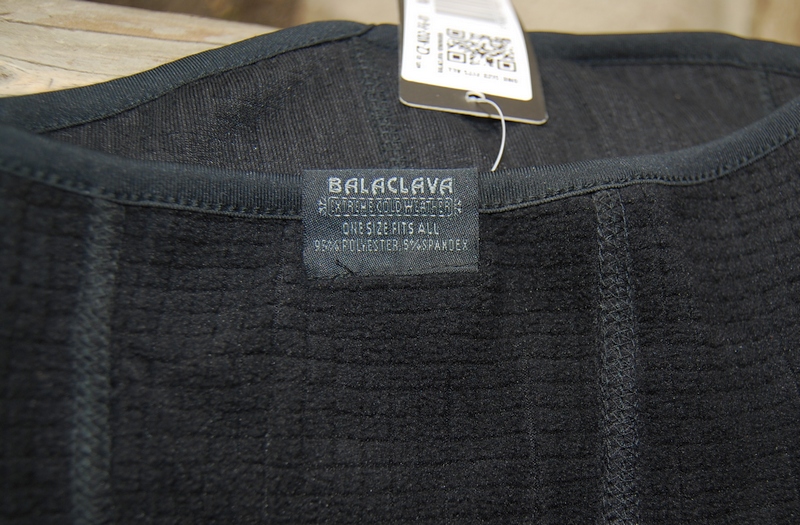 BALACLAVA
EXTREME COLD WEATHER
ONE SIZE FITS ALL
95% POLYESTER, 5% SPANDEX